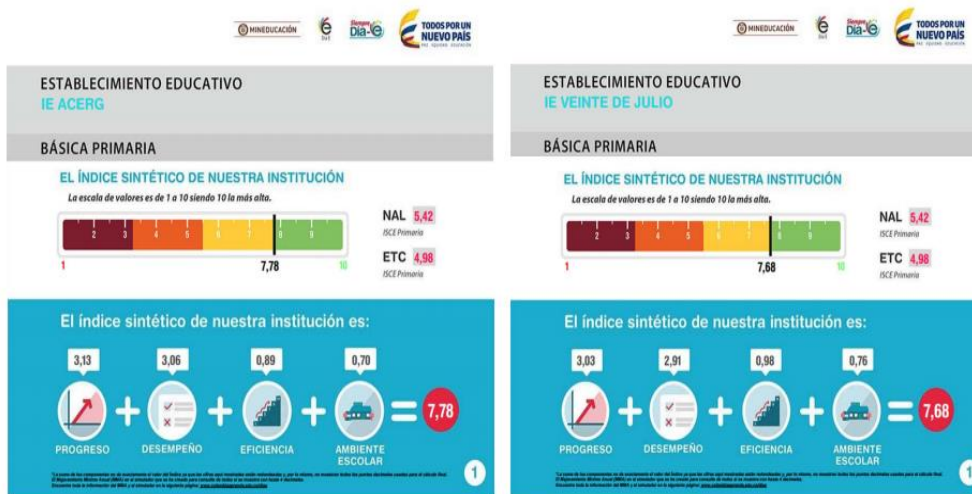 MINEDUCACIÓN
Siempre
Día-e
TODOS POR UN
NUEVO PAÍS
PAZ EQUIDAD EDUCACIÓN
ESTABLECIMIENTO EDUCATIVO
IE ACERG
BÁSICA PRIMARIA
EL ÍNDICE SINTÉTICO DE NUESTRA INSTITUCIÓN
La escala de valores es de 1 a 10 siendo 10 la más alta.
2 3 4 5 6 7 8 9
1 7,78 10
NAL 5,42
ISCE Primaria
ETC 4,98
ISCE Primaria
El índice sintético de nuestra institución es:
3,13 3,06 0,89 0,70
+ + + = 7,78
PROGRESO DESEMPEÑO EFICIENCIA AMBIENTE
ESCOLAR
1
MINEDUCACIÓN
Siempre
Día-e
TODOS POR UN
NUEVO PAÍS
PAZ EQUIDAD EDUCACIÓN
ESTABLECIMIENTO EDUCATIVO
IE VEINTE DE JULIO
BÁSICA PRIMARIA
EL ÍNDICE SINTÉTICO DE NUESTRA INSTITUCIÓN
La escala de valores es de 1 a 10 siendo 10 la más alta.
2 3 4 5 6 7 8 9
1 7,68 10
NAL 5,42
ISCE Primaria
ETC 4,98
ISCE Primaria
El índice sintético de nuestra institución es:
3,03 2,91 0,98 0,76
+ + + = 7,68
PROGRESO DESEMPEÑO EFICIENCIA AMBIENTE
ESCOLAR
1